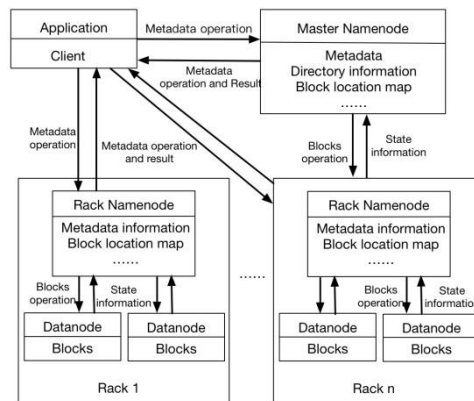 Application
Client
Metadata operation
Metadata
operation and Result
Master Namenode
Metadata
Directory information
Block location map
......
Metadata
operation
Metadata operation
and result
Blocks
operation
State
information
Rack Namenode
Metadata information
Block location map
......
Blocks
operation
State
information
Datanode
Blocks
Datanode
Blocks
Rack 1
......
Rack Namenode
Metadata information
Block location map
......
Blocks
operation
State
information
Datanode
Blocks
Datanode
Blocks
Rack n